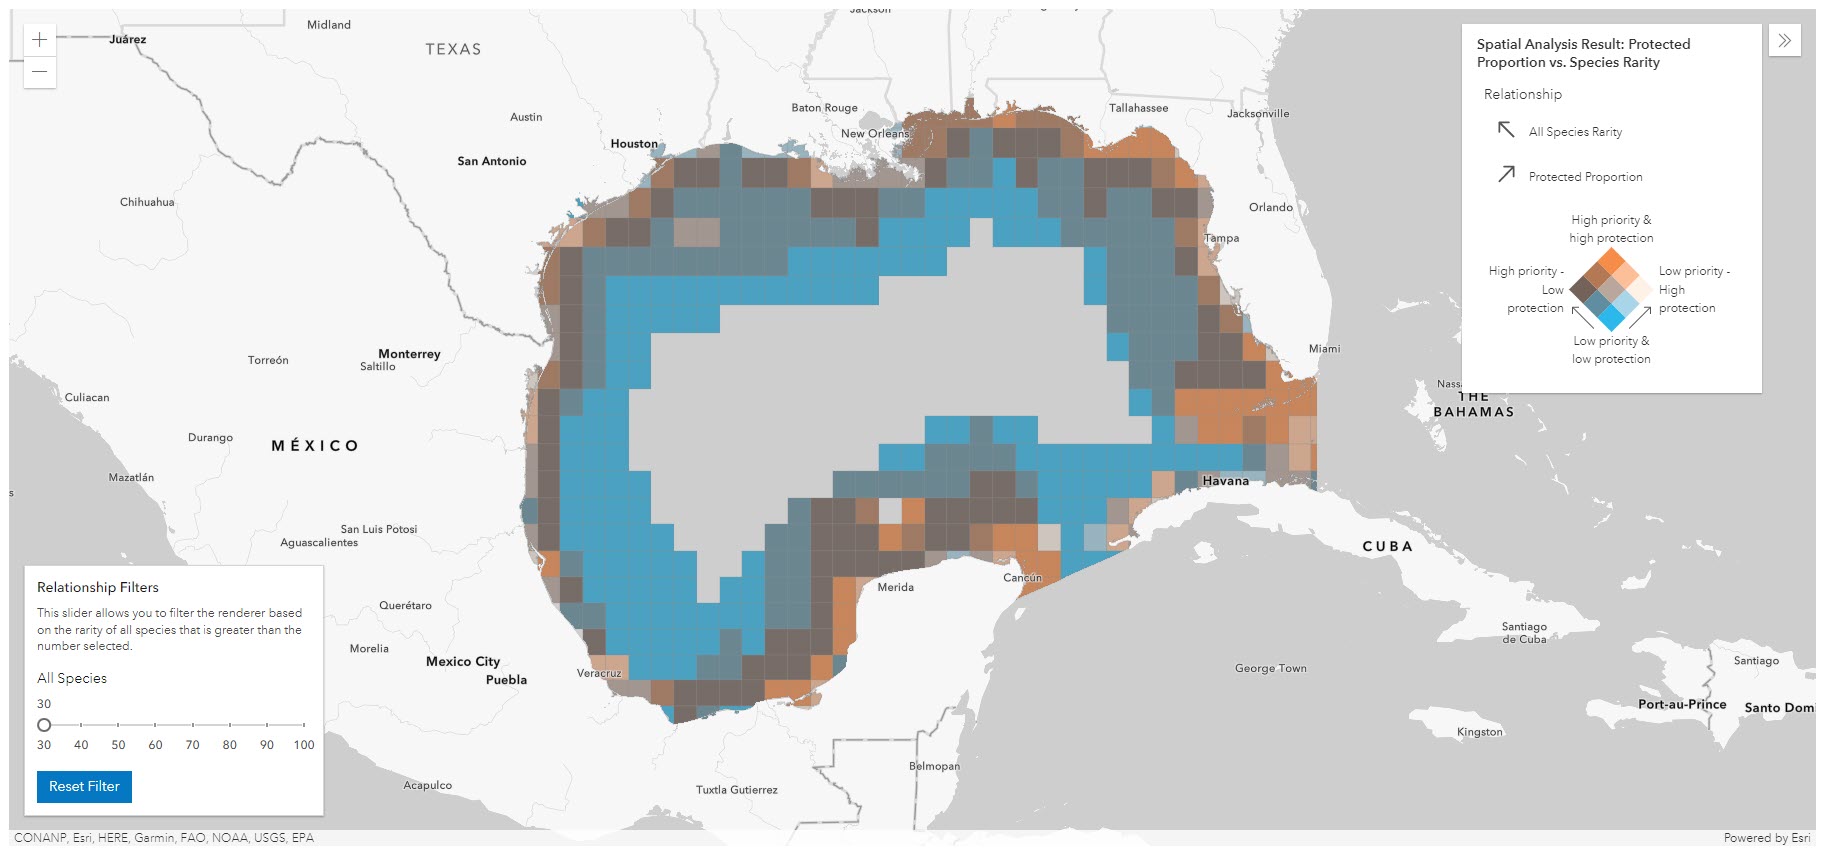 Jackson
Midland
Juárez
TEXAS
Baton Rouge
Tallahassee
Jacksonville
Austin
New Orleans
Houston
San Antonio
Chihuahua
Orlando
Tampa
Monterrey
Torreón
Saltillo
Miami
Culiacan
Nassa
THE
BAHAMAS
Durango
MÉXICO
Mazatlán
Havana
San Luis Potosi
Aguascalientes
CUBA
Cancún
Merida
Querétaro
Santiago
de Cuba
Morelia
Mexico City
Puebla
Veracruz
George Town
Santiago
Port-au-Prince
Santo Domi
Kingston
Belmopan
Acapulco
Tuxtla Gutierrez
s
+
−
Spatial Analysis Result: Protected
Proportion vs. Species Rarity
Relationship
All Species Rarity
Protected Proportion
High priority &
high protection
High priority -
Low
protection
Low priority -
High
protection
Low priority &
low protection
Relationship Filters
This slider allows you to filter the renderer based
on the rarity of all species that is greater than the
number selected.
All Species
30
30 40 50 60 70 80 90 100
Reset Filter
CONANP, Esri, HERE, Garmin, FAO, NOAA, USGS, EPA
Powered by Esri